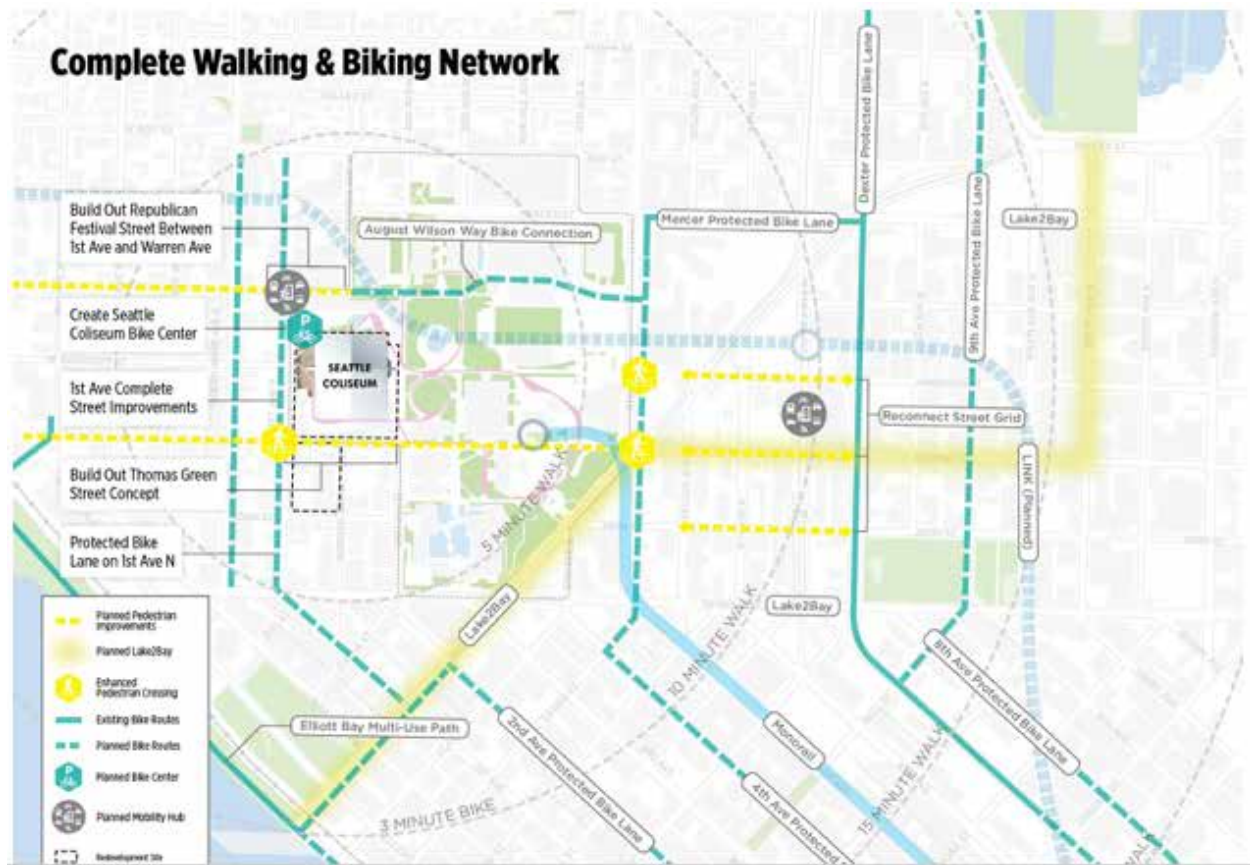 Complete Walking & Biking Network
Build Out Republican
Festival Street Between
1st Ave and Warren Ave
Create Seattle
Coliseum Bike Center
1st Ave Complete
Street Improvements
Build Out Thomas Green
Street Concept
Protected Bike
Lane on 1st Ave N
August Wilson Way Bike Connection
Mercer Protected Bike Lane
Dexter Protected Bike Lane
9th Ave Protected Bike Lane
Lake2Bay
P
SEATTLE
COLISEUM
Reconnect Street Grid
LINK (Planned)
5 MINUTE WALK
Lake2Bay
Lake2Bay
10 MINUTE WALK
8th Ave Protected Bike Lane
Elliott Bay Multi-Use Path
2nd Ave Protected Bike Lane
Monorail
4th Ave Protected
15 MINUTE WALK
3 MINUTE BIKE
WALK
Planned Pedestrian
Improvements
Planned Lake2Bay
Enhanced
Pedestrian Crossing
Existing Bike Routes
Planned Bike Routes
P
Planned Bike Center
Planned Mobility Hub
Redevelopment Site